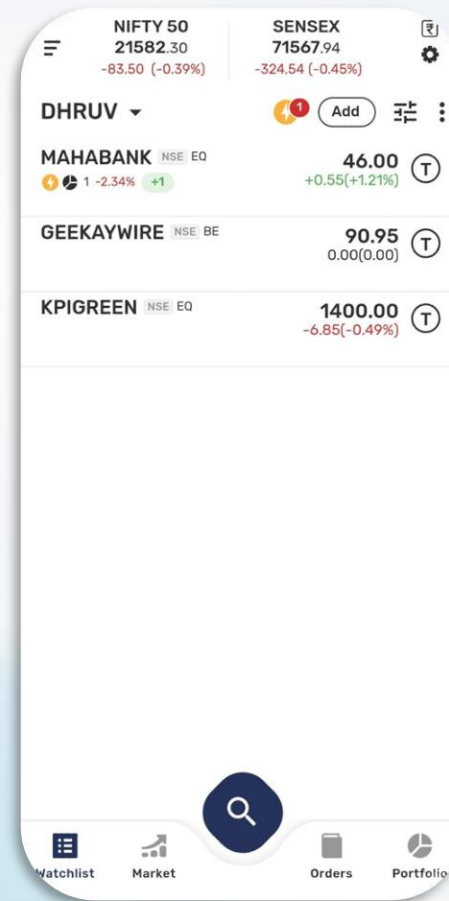 NIFTY 50 SENSEX ₹
21582.30 71567.94
-83.50 (-0.39%) -324.54 (-0.45%)
DHRUV 1 Add
MAHABANK NSE EQ 46.00 T
1 -2.34% +1 +0.55(+1.21%)
GEEKAYWIRE NSE BE 90.95 T
0.00(0.00)
KPIGREEN NSE EQ 1400.00 T
-6.85(-0.49%)
Watchlist Market Orders Portfolio